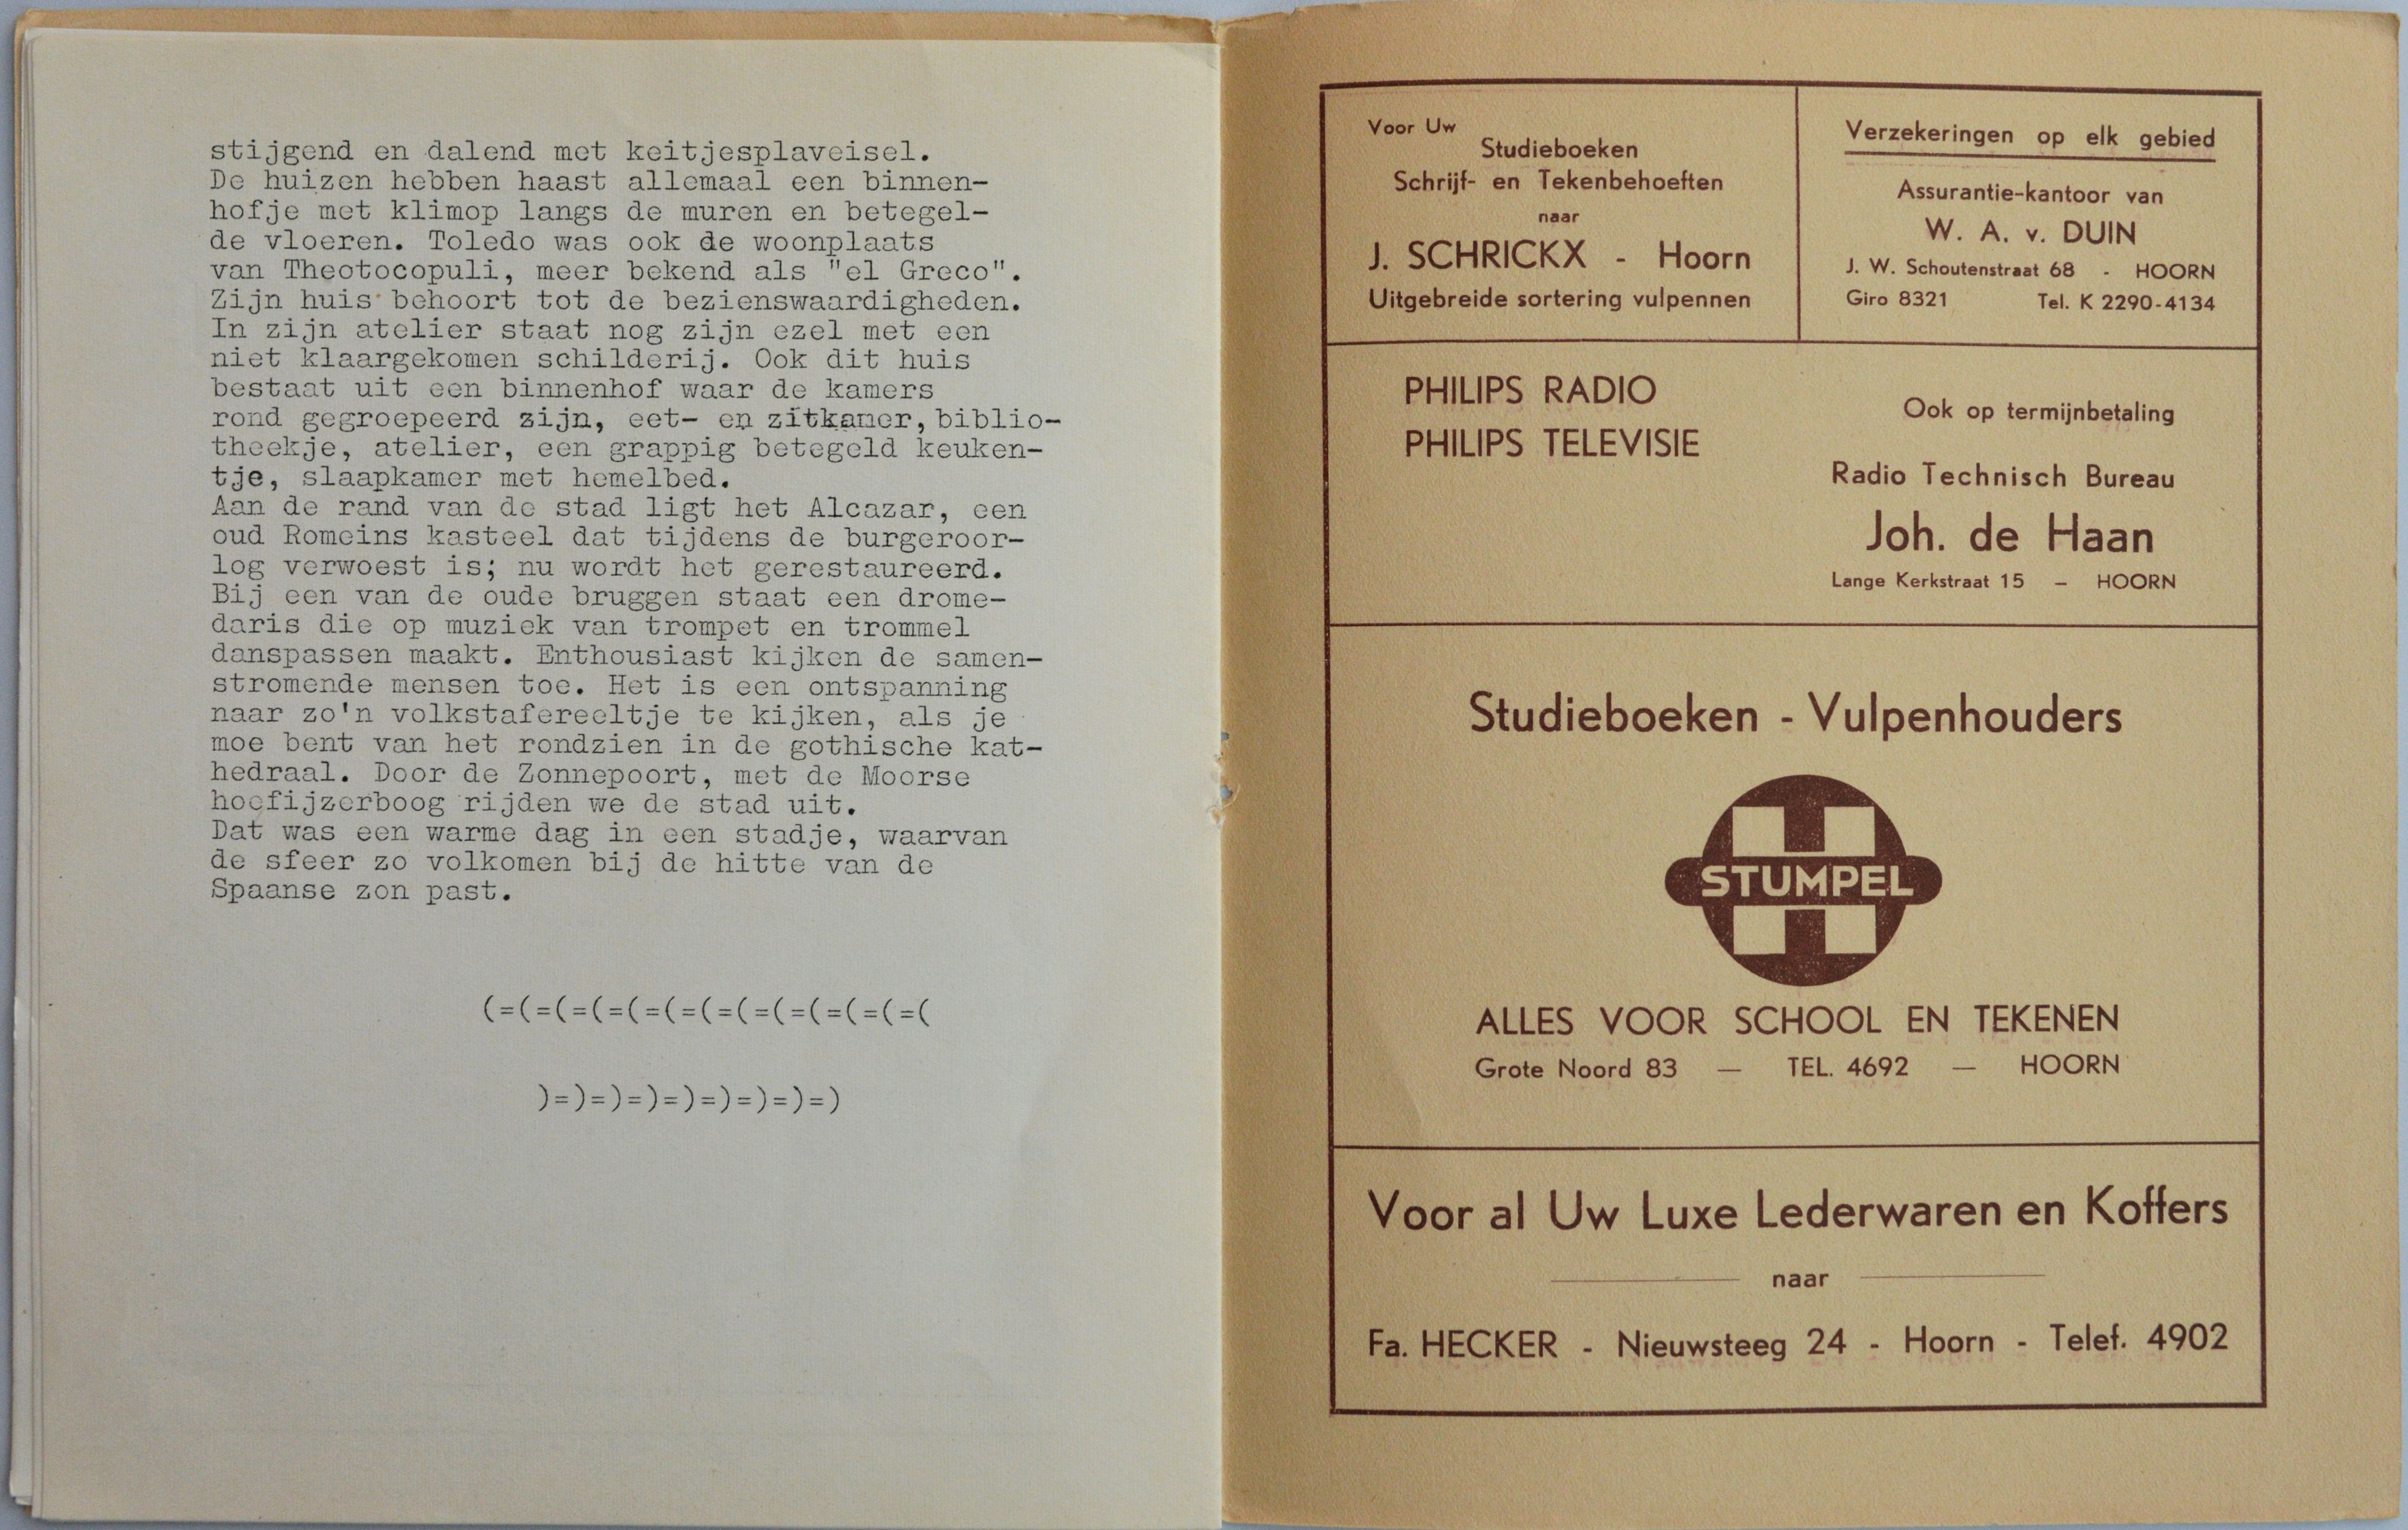 stijgend en dalend met keitjesplaveisel.
De huizen hebben haast allemaal een binnen-
hofje met klimop langs de muren en betegel-
de vloeren. Toledo was ook de woonplaats
van Theotocopuli, meer bekend als "el Greco".
Zijn huis behoort tot de bezienswaardigheden.
In zijn atelier staat nog zijn ezel met een
niet klaargekomen schilderij. Ook dit huis
bestaat uit een binnenhof waar de kamers
rond gegroepeerd zijn, eet- en zitkamer, biblio-
theekje, atelier, een grappig betegeld keuken-
tje, slaapkamer met hemelbed.
Aan de rand van de stad ligt het Alcazar, een
oud Romeins kasteel dat tijdens de burgeroor-
log verwoest is; nu wordt het gerestaureerd.
Bij een van de oude bruggen staat een drome-
daris die op muziek van trompet en trommel
danspassen maakt. Enthousiast kijken de samen-
stromende mensen toe. Het is een ontspanning
naar zo'n volkstafereeltje te kijken, als je
moe bent van het rondzien in de gothische kat-
hedraal. Door de Zonnepoort, met de Moorse
hoefijzerboog rijden we de stad uit.
Dat was een warme dag in een stadje, waarvan
de sfeer zo volkomen bij de hitte van de
Spaanse zon past.
(=(=(=(=(=(=(=(=(=(=(=(=(
)=)=)=)=)=)=)=)=)
Voor Uw
Studieboeken
Schrijf- en Tekenbehoeften
naar
J. SCHRICKX - Hoorn
Uitgebreide sortering vulpennen
Verzekeringen op elk gebied
Assurantie-kantoor van
W. A. v. DUIN
J. W. Schoutenstraat 68 - HOORN
Giro 8321 Tel. K 2290-4134
PHILIPS RADIO
PHILIPS TELEVISIE
Ook op termijnbetaling
Radio Technisch Bureau
Joh. de Haan
Lange Kerkstraat 15 – HOORN
Studieboeken - Vulpenhouders
STUMPEL
ALLES VOOR SCHOOL EN TEKENEN
Grote Noord 83 — TEL. 4692 — HOORN
Voor al Uw Luxe Lederwaren en Koffers
naar
Fa. HECKER - Nieuwsteeg 24 - Hoorn - Telef. 4902